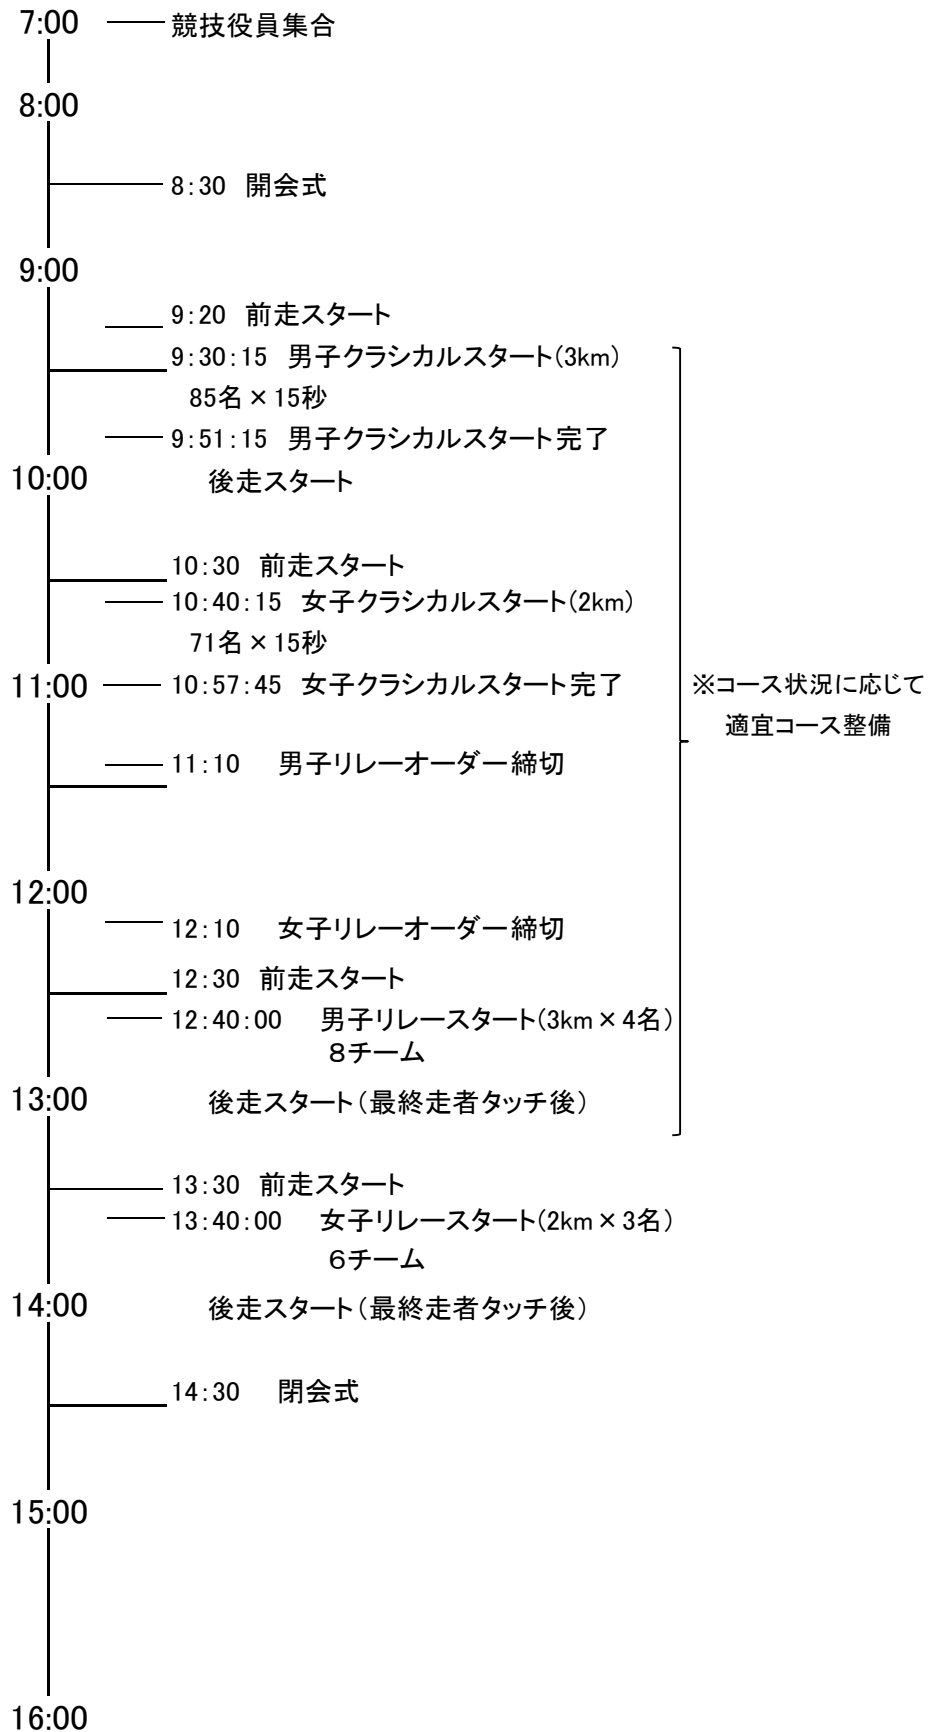 7:00 競技役員集合
8:00
8:30 開会式
9:00
9:20 前走スタート
9:30:15 男子クラシカルスタート(3km)
85名×15秒
9:51:15 男子クラシカルスタート完了
10:00 後走スタート
10:30 前走スタート
10:40:15 女子クラシカルスタート(2km)
71名×15秒
11:00 10:57:45 女子クラシカルスタート完了
※コース状況に応じて
適宜コース整備
11:10 男子リレーオーダー締切
12:00
12:10 女子リレーオーダー締切
12:30 前走スタート
12:40:00 男子リレースタート(3km×4名)
8チーム
13:00 後走スタート(最終走者タッチ後)
13:30 前走スタート
13:40:00 女子リレースタート(2km×3名)
6チーム
14:00 後走スタート(最終走者タッチ後)
14:30 閉会式
15:00
16:00